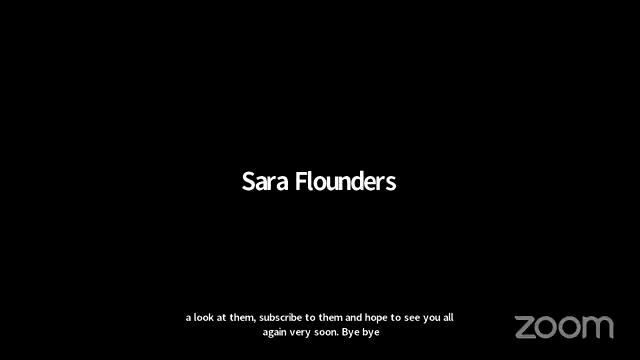 Sara Flounders
a look at them, subscribe to them and hope to see you all
again very soon. Bye bye
zoom